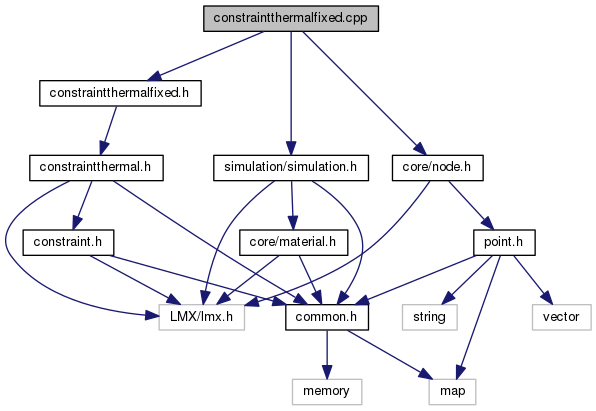 constraintthermalfixed.cpp
constraintthermalfixed.h
constraintthermal.h
simulation/simulation.h
core/node.h
constraint.h
core/material.h
point.h
LMX/lmx.h
common.h
string
vector
memory
map